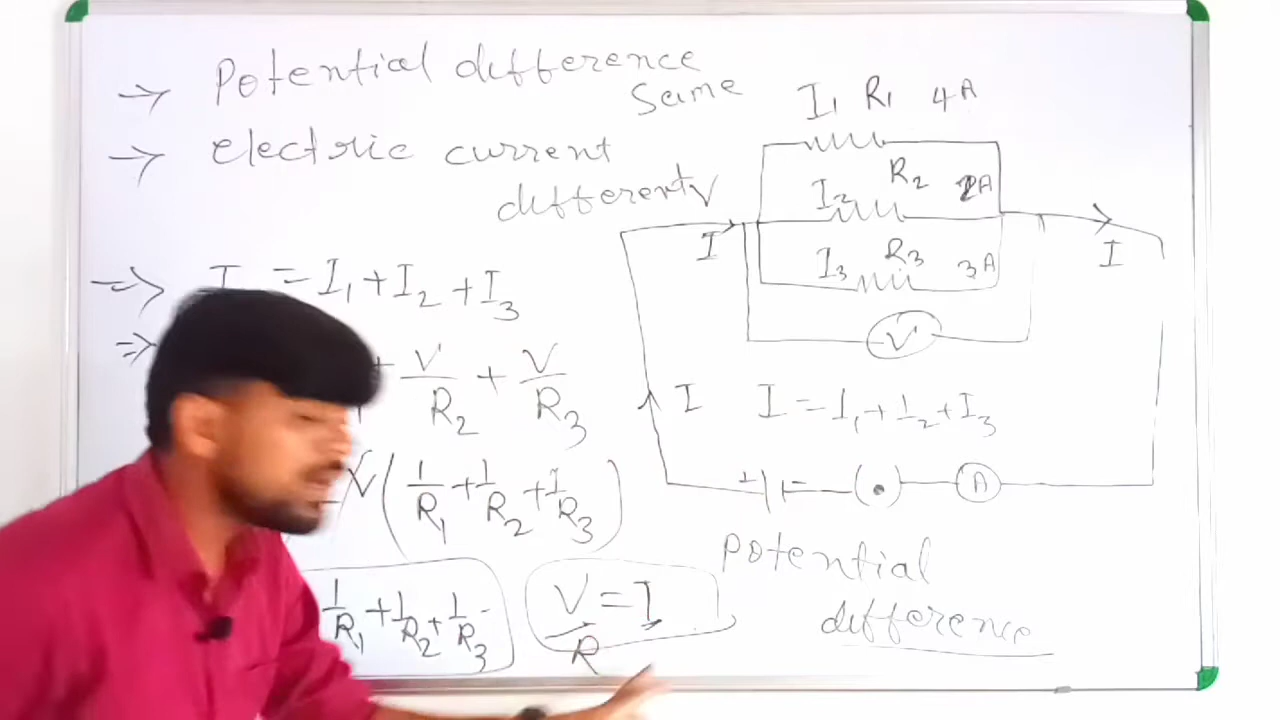 → Potential difference
same
→ electric current
different
⇒ I = I₁ + I₂ + I₃
⇒ + V/R₂ + V/R₃
V (1/R₁ + 1/R₂ + 1/R₃)
1/R₁ + 1/R₂ + 1/R₃
V/R = I
I₁ R₁ 4A
I₂ R₂ 2A
I₃ R₃ 3A
I
I
V
I
I = I₁ + I₂ + I₃
A
Potential
difference